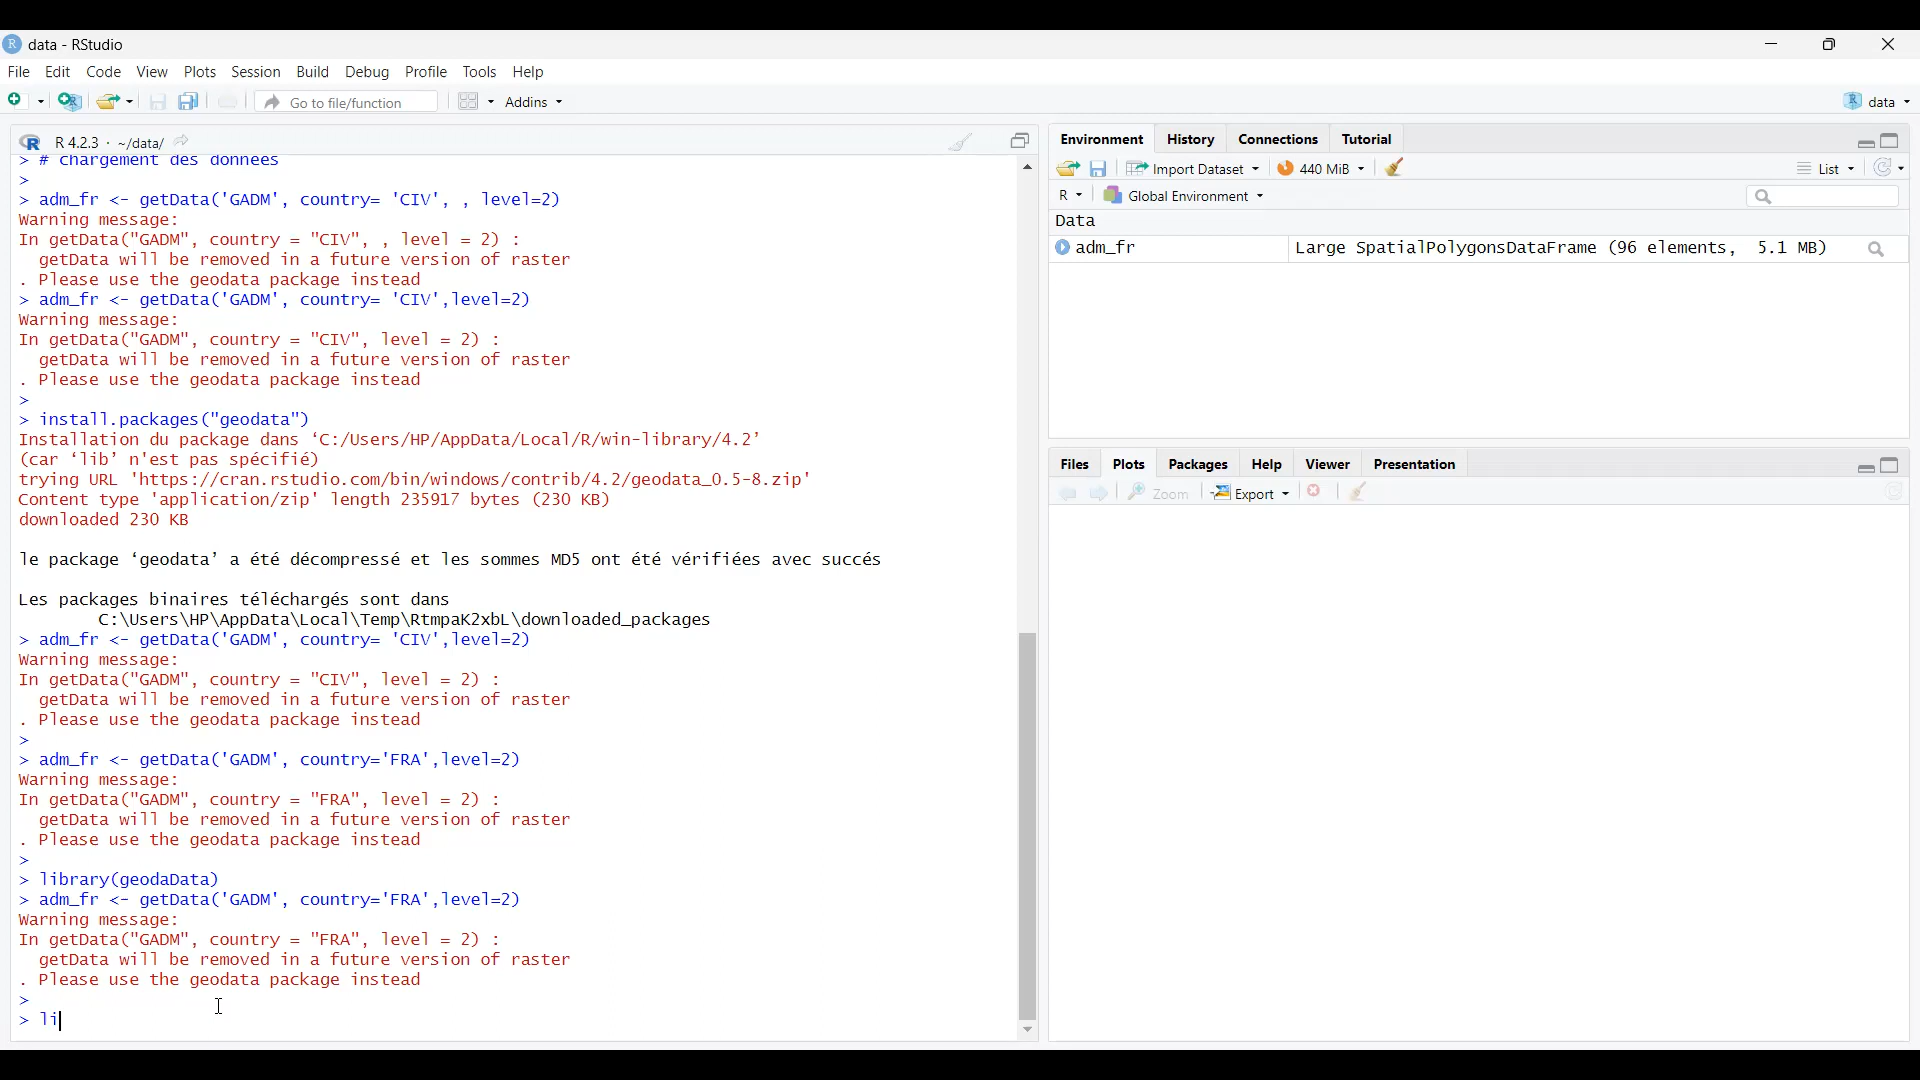 data - RStudio
File Edit Code View Plots Session Build Debug Profile Tools Help
Go to file/function Addins data
R 4.2.3 · ~/data/
> # chargement des données
>
> adm_fr <- getData('GADM', country= 'CIV', , level=2)
Warning message:
In getData("GADM", country = "CIV", , level = 2) :
getData will be removed in a future version of raster
. Please use the geodata package instead
> adm_fr <- getData('GADM', country= 'CIV',level=2)
Warning message:
In getData("GADM", country = "CIV", level = 2) :
getData will be removed in a future version of raster
. Please use the geodata package instead
>
> install.packages("geodata")
Installation du package dans ‘C:/Users/HP/AppData/Local/R/win-library/4.2’
(car ‘lib’ n'est pas spécifié)
trying URL 'https://cran.rstudio.com/bin/windows/contrib/4.2/geodata_0.5-8.zip'
Content type 'application/zip' length 235917 bytes (230 KB)
downloaded 230 KB
le package ‘geodata’ a été décompressé et les sommes MD5 ont été vérifiées avec succés
Les packages binaires téléchargés sont dans
C:\Users\HP\AppData\Local\Temp\RtmpaK2xbL\downloaded_packages
> adm_fr <- getData('GADM', country= 'CIV',level=2)
Warning message:
In getData("GADM", country = "CIV", level = 2) :
getData will be removed in a future version of raster
. Please use the geodata package instead
>
> adm_fr <- getData('GADM', country='FRA',level=2)
Warning message:
In getData("GADM", country = "FRA", level = 2) :
getData will be removed in a future version of raster
. Please use the geodata package instead
>
> library(geodaData)
> adm_fr <- getData('GADM', country='FRA',level=2)
Warning message:
In getData("GADM", country = "FRA", level = 2) :
getData will be removed in a future version of raster
. Please use the geodata package instead
>
> li
Environment History Connections Tutorial
Import Dataset 440 MiB List
R Global Environment
Data
adm_fr Large SpatialPolygonsDataFrame (96 elements, 5.1 MB)
Files Plots Packages Help Viewer Presentation
Zoom Export